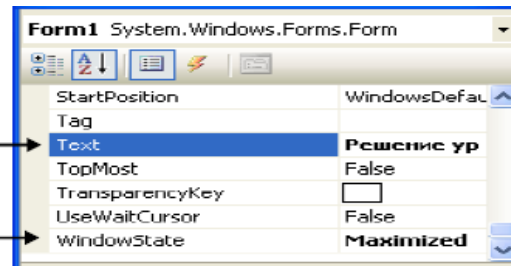 Form1 System.Windows.Forms.Form
StartPosition WindowsDefau
Tag
Text Решение ур
TopMost False
TransparencyKey
UseWaitCursor False
WindowState Maximized